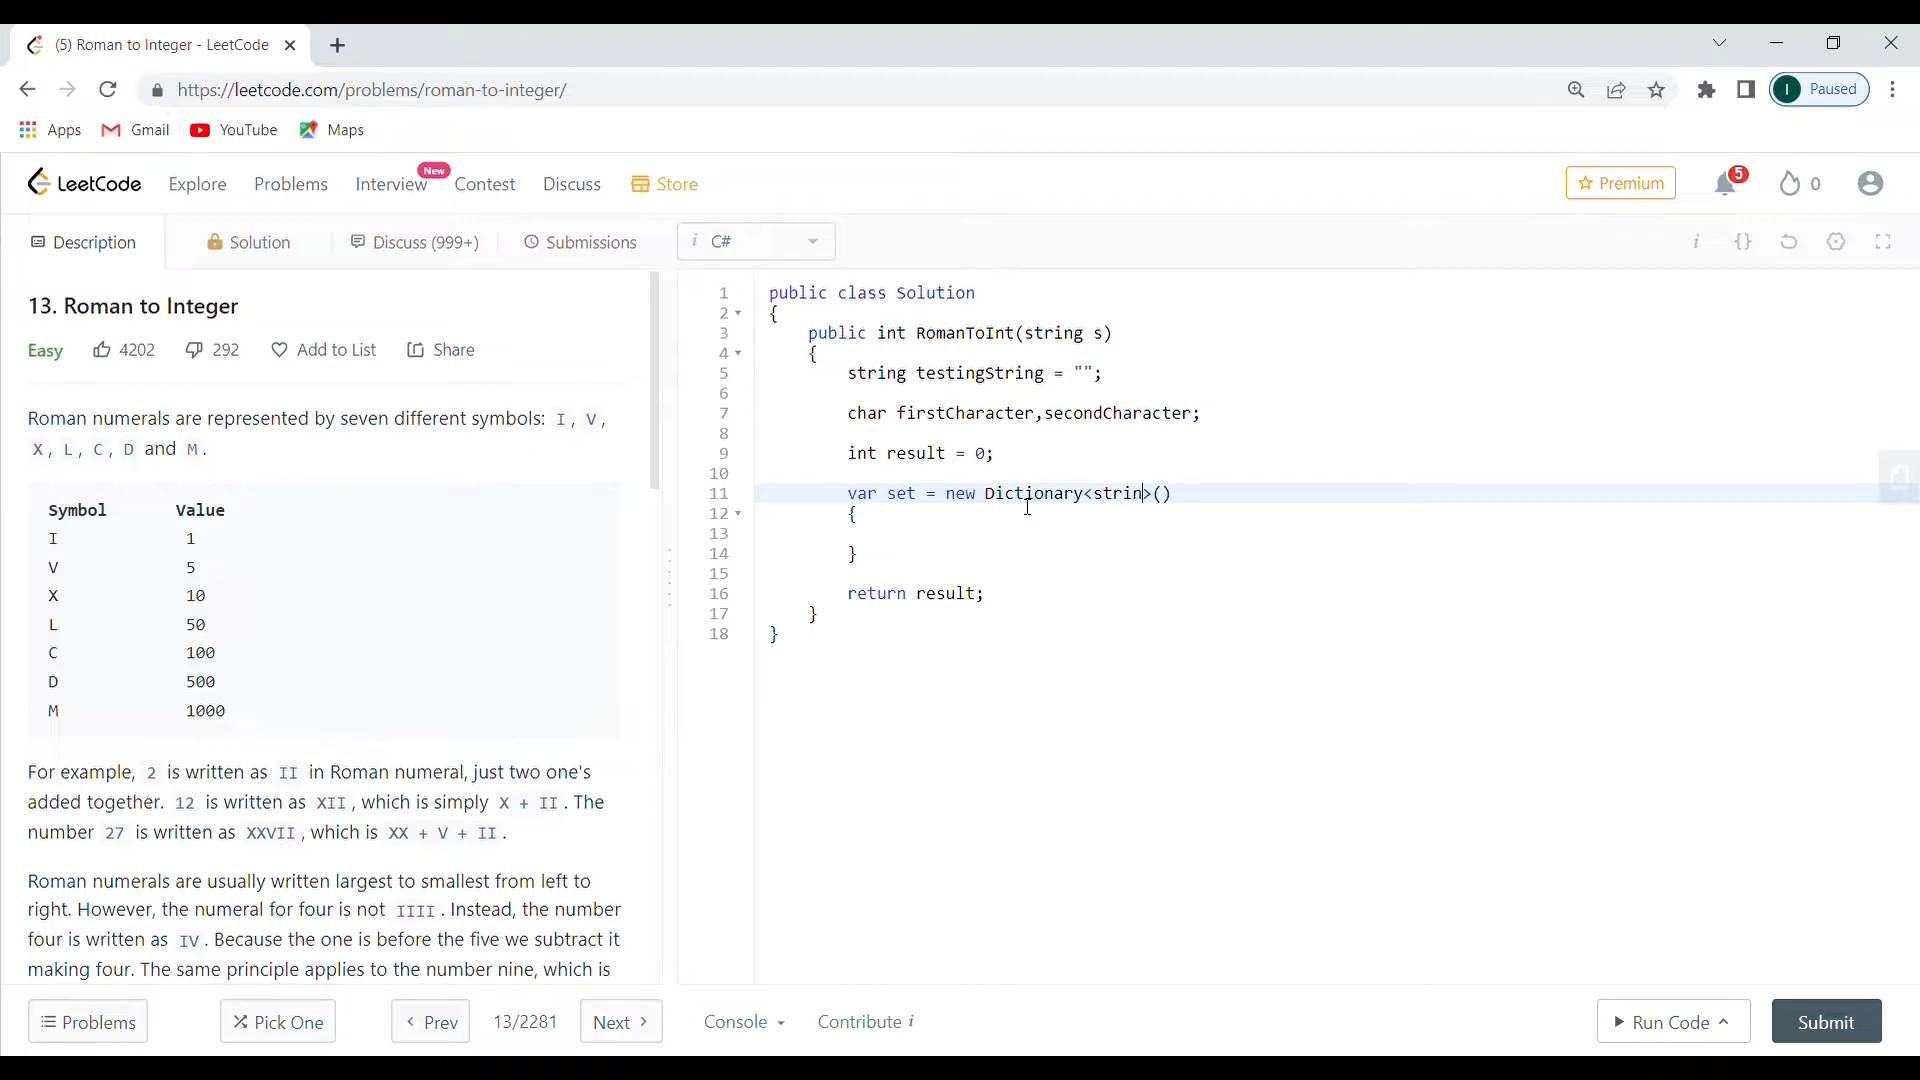 (5) Roman to Integer - LeetCode
https://leetcode.com/problems/roman-to-integer/
I Paused
Apps Gmail YouTube Maps
LeetCode Explore Problems Interview New Contest Discuss Store Premium 5 0
Description Solution Discuss (999+) Submissions i C# i {}
13. Roman to Integer
Easy 4202 292 Add to List Share
Roman numerals are represented by seven different symbols: I, V,
X, L, C, D and M.
Symbol Value
I 1
V 5
X 10
L 50
C 100
D 500
M 1000
For example, 2 is written as II in Roman numeral, just two one's
added together. 12 is written as XII, which is simply X + II. The
number 27 is written as XXVII, which is XX + V + II.
Roman numerals are usually written largest to smallest from left to
right. However, the numeral for four is not IIII. Instead, the number
four is written as IV. Because the one is before the five we subtract it
making four. The same principle applies to the number nine, which is
1 public class Solution
2 {
3 public int RomanToInt(string s)
4 {
5 string testingString = "";
6
7 char firstCharacter,secondCharacter;
8
9 int result = 0;
10
11 var set = new Dictionary<strin>()
12 {
13
14 }
15
16 return result;
17 }
18 }
Problems Pick One Prev 13/2281 Next Console Contribute i Run Code Submit